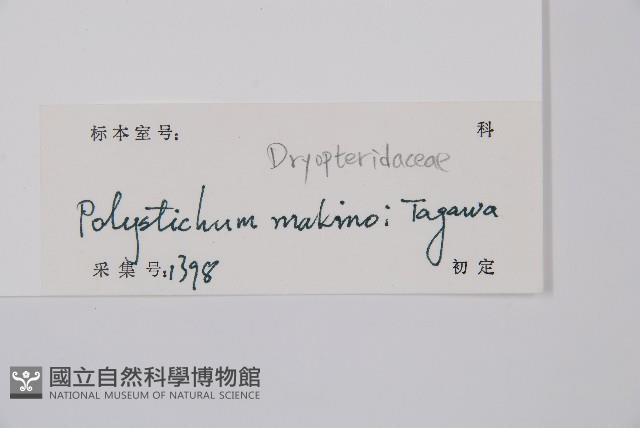 标本室号: 科
Dryopteridaceae
Polystichum makinoi Tagawa
采集号: 1398 初定
國立自然科學博物館
NATIONAL MUSEUM OF NATURAL SCIENCE